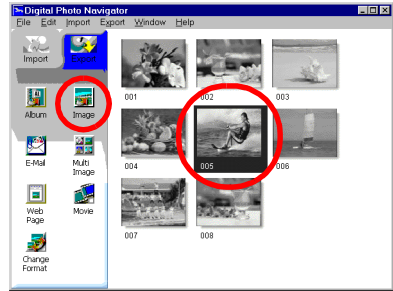 Digital Photo Navigator
File Edit Import Export Window Help
Import Export
001 002 003
Album Image
004 005 006
E-Mail Multi Image
007 008
Web Page Movie
Change Format